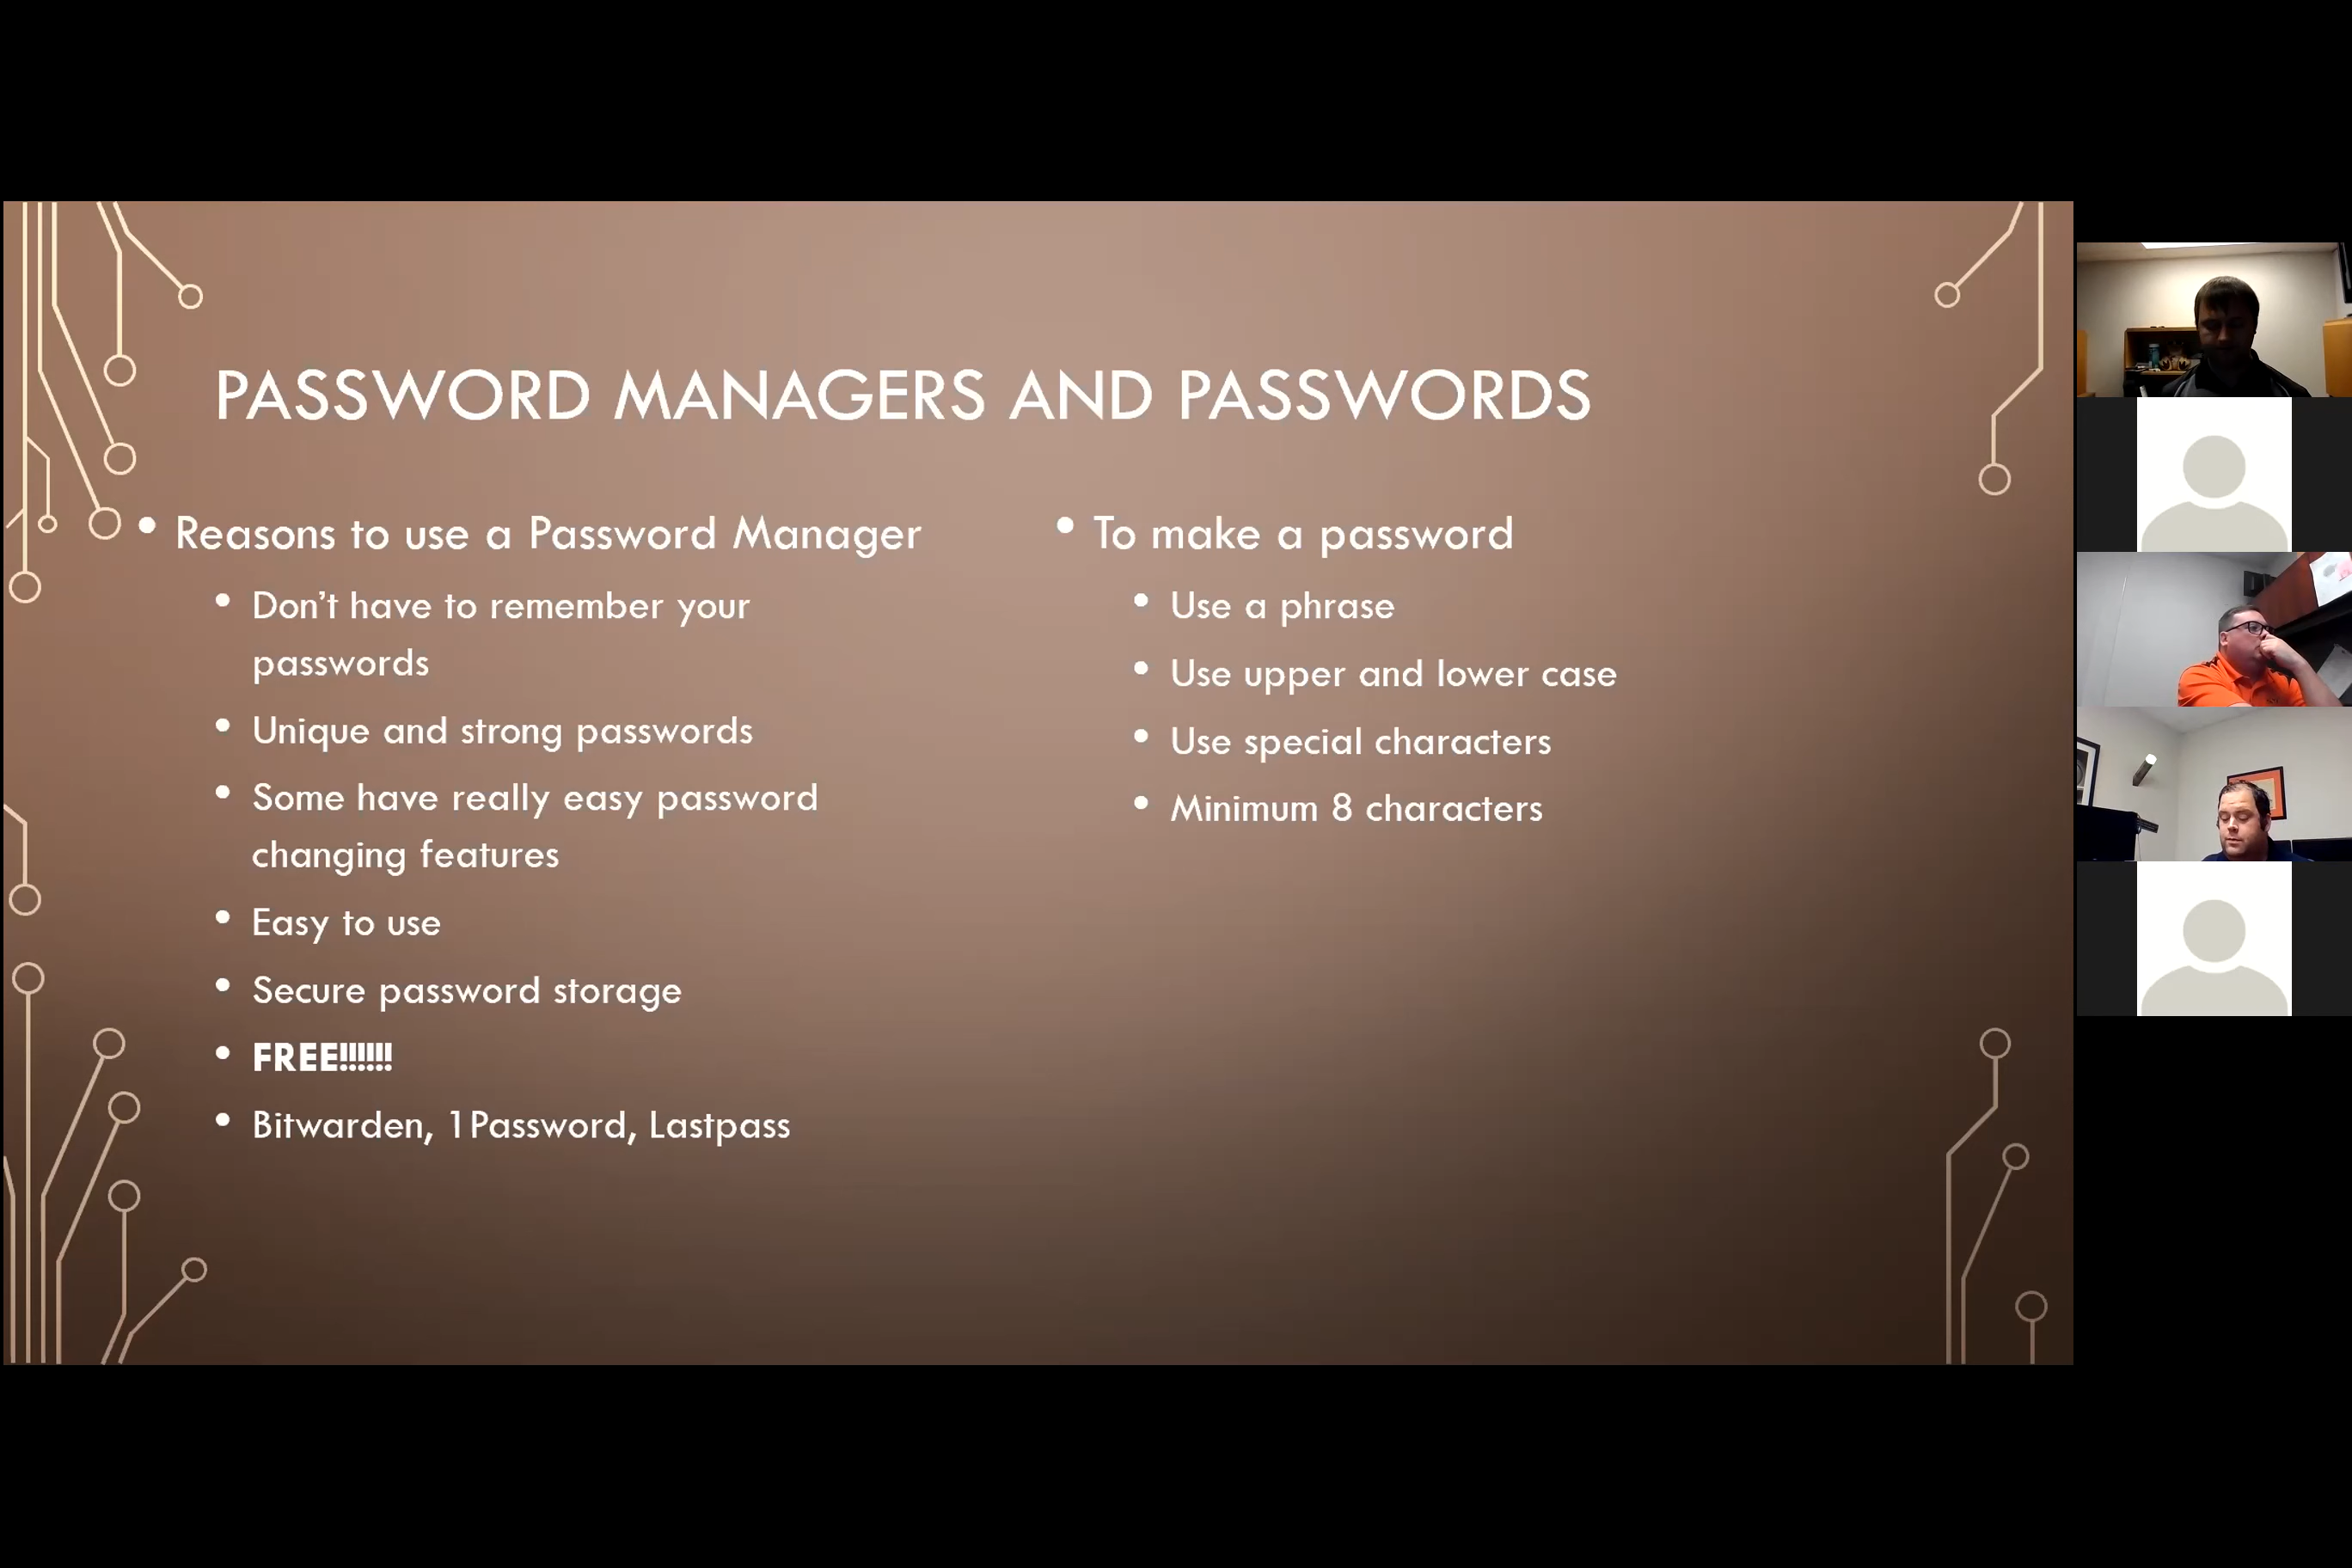 PASSWORD MANAGERS AND PASSWORDS
• Reasons to use a Password Manager
• Don't have to remember your
passwords
• Unique and strong passwords
• Some have really easy password
changing features
• Easy to use
• Secure password storage
• FREE!!!!!!
• Bitwarden, 1Password, Lastpass
• To make a password
• Use a phrase
• Use upper and lower case
• Use special characters
• Minimum 8 characters